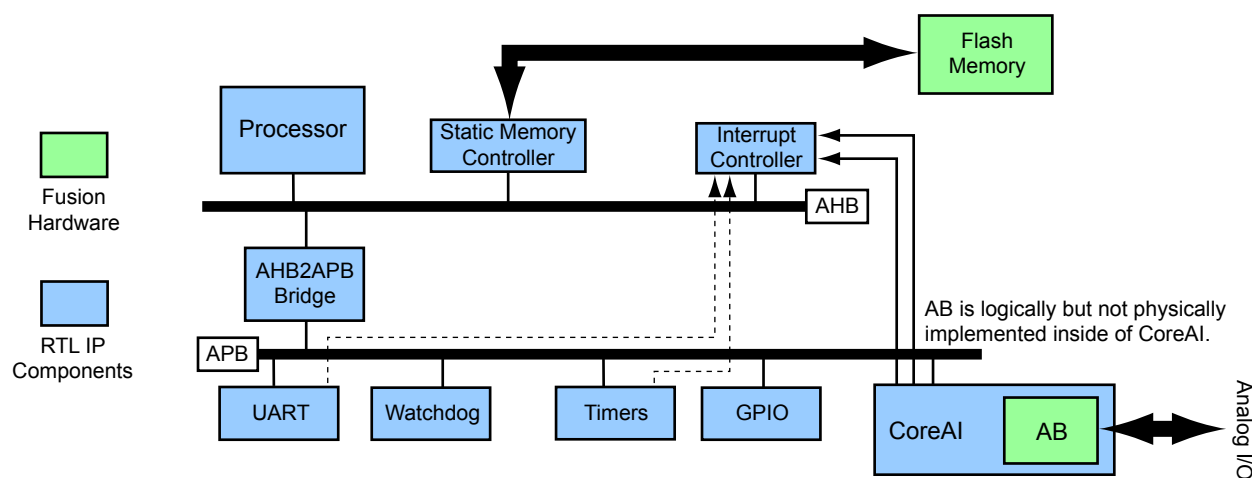 Flash
Memory
Processor
Static Memory
Controller
Interrupt
Controller
Fusion
Hardware
AHB
AHB2APB
Bridge
RTL IP
Components
AB is logically but not physically
implemented inside of CoreAI.
APB
UART
Watchdog
Timers
GPIO
CoreAI
AB
Analog I/O